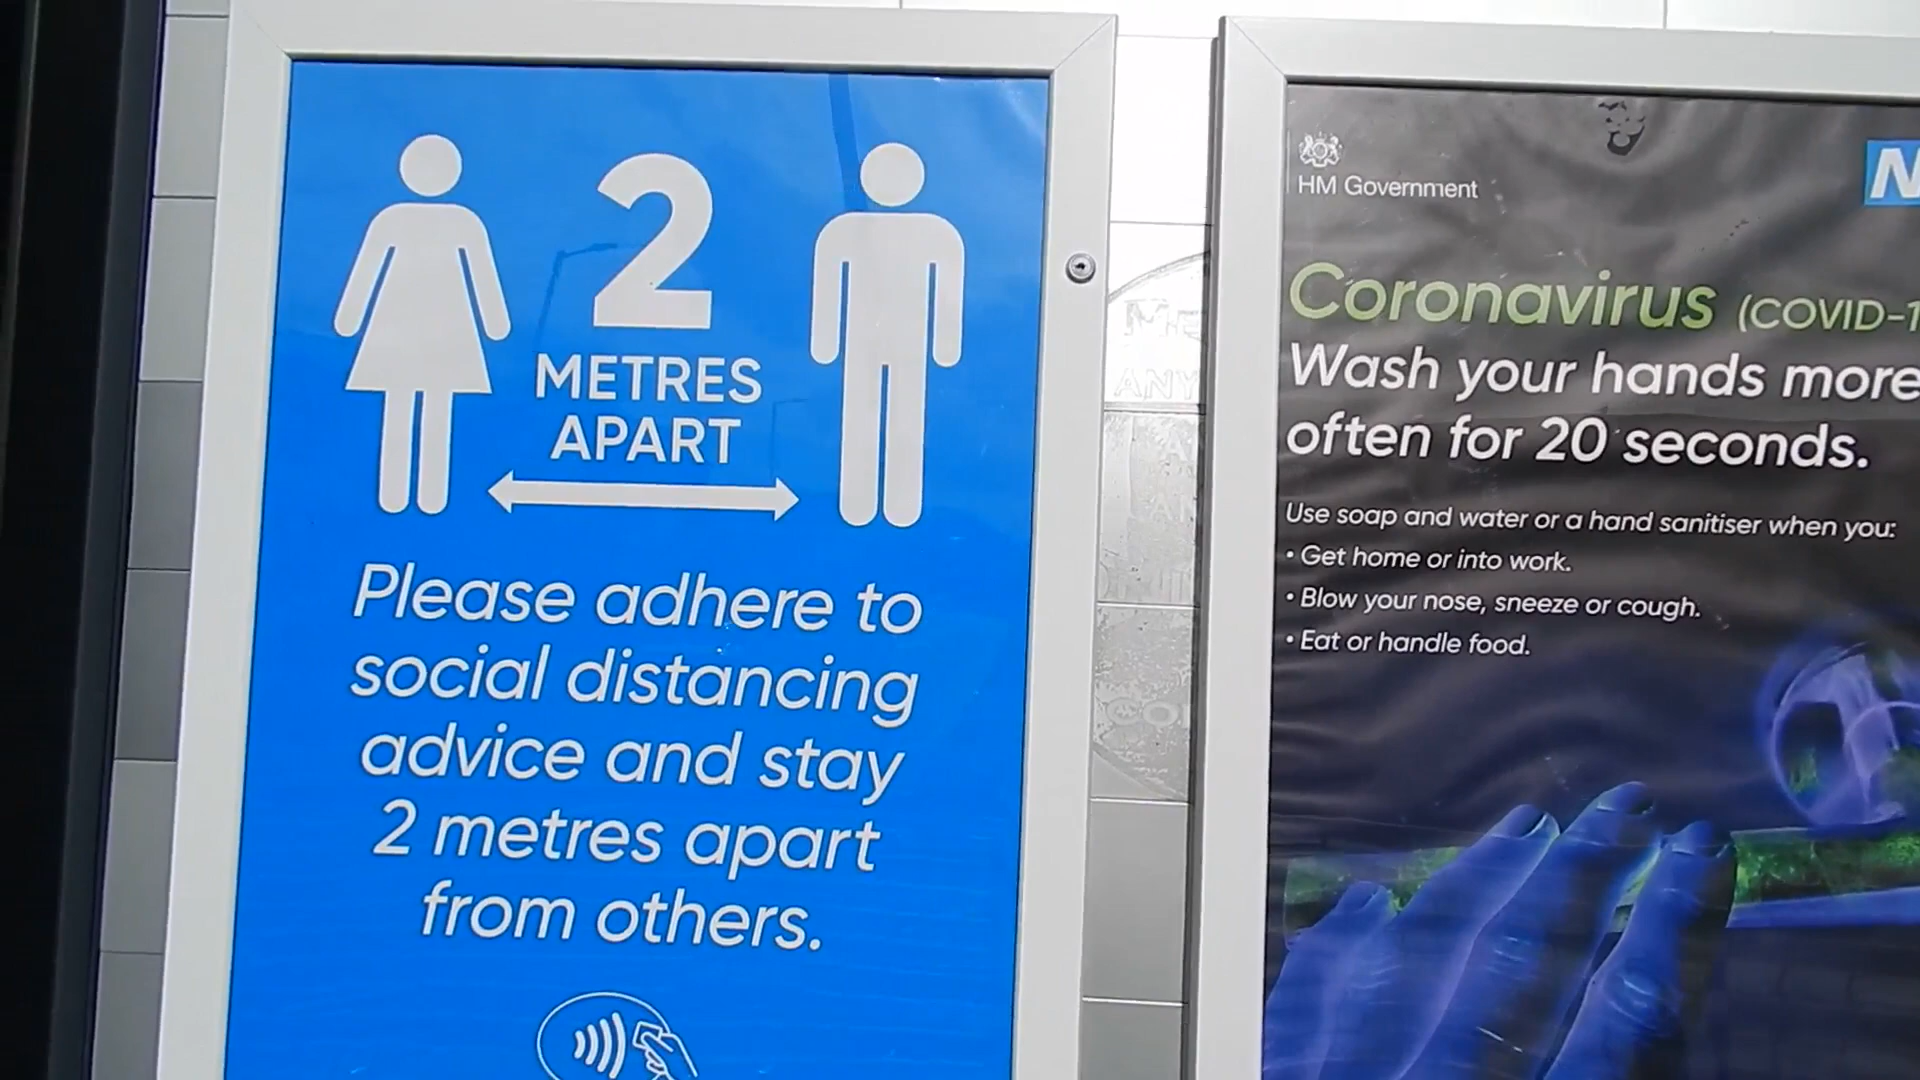 2
METRES
APART
Please adhere to
social distancing
advice and stay
2 metres apart
from others.
HM Government
Coronavirus (COVID-1
Wash your hands more
often for 20 seconds.
Use soap and water or a hand sanitiser when you:
• Get home or into work.
• Blow your nose, sneeze or cough.
• Eat or handle food.
ANY